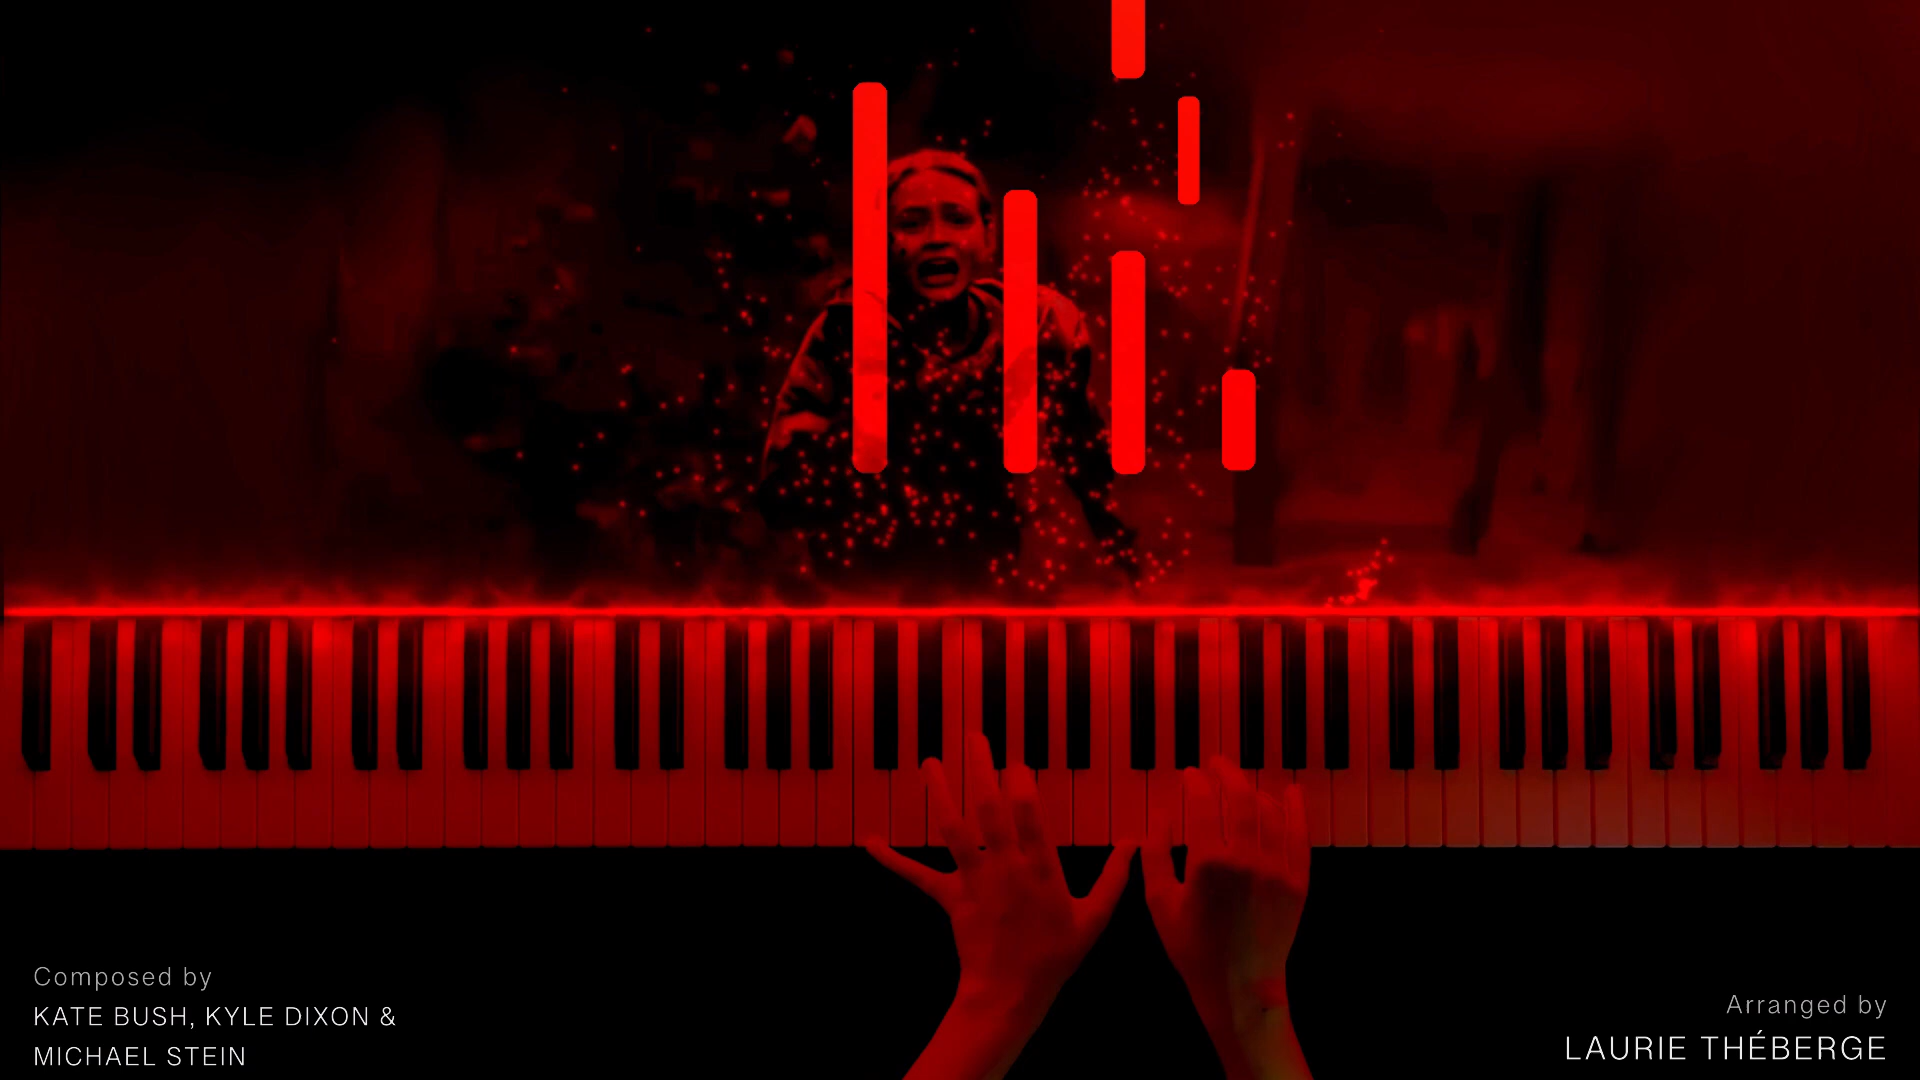 Composed by
KATE BUSH, KYLE DIXON &
MICHAEL STEIN
Arranged by
LAURIE THÉBERGE